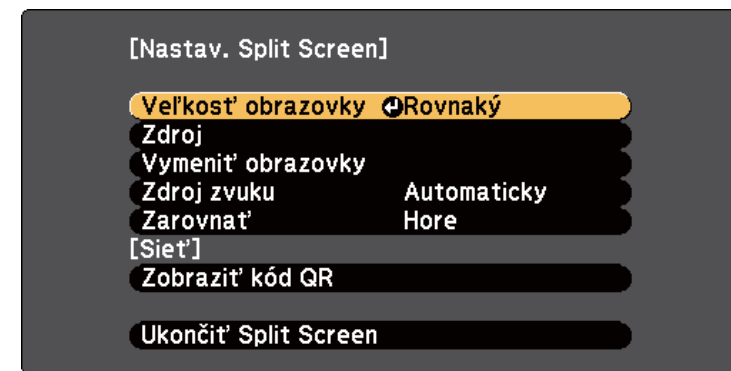 [Nastav. Split Screen]
Veľkosť obrazovky Rovnaký
Zdroj
Vymeniť obrazovky
Zdroj zvuku Automaticky
Zarovnať Hore
[Sieť]
Zobraziť kód QR
Ukončiť Split Screen